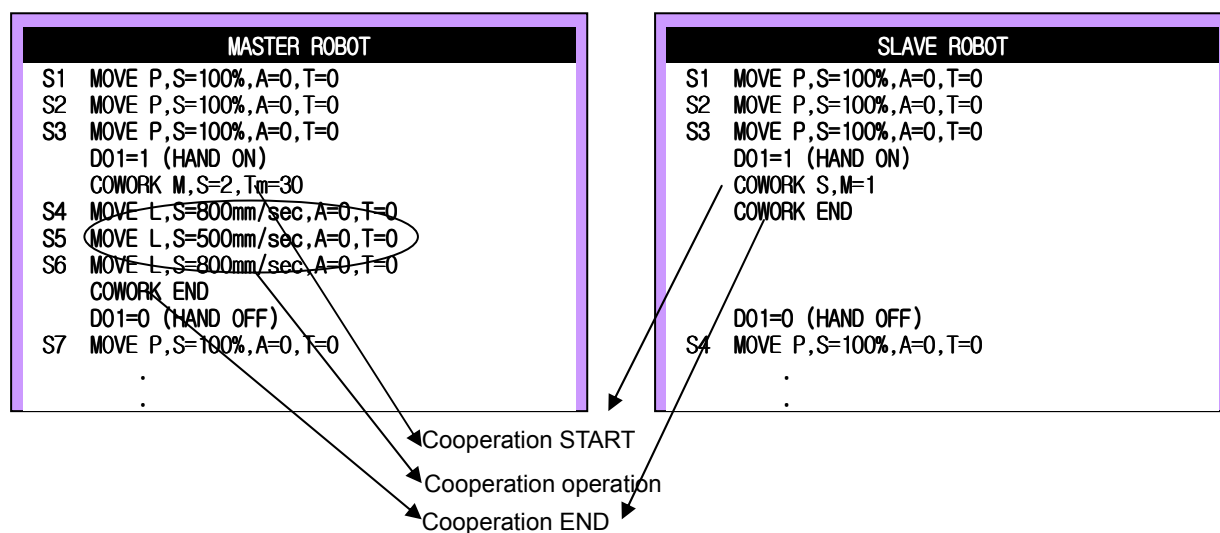 MASTER ROBOT
S1 MOVE P,S=100%,A=0,T=0
S2 MOVE P,S=100%,A=0,T=0
S3 MOVE P,S=100%,A=0,T=0
DO1=1 (HAND ON)
COWORK M,S=2,Tm=30
S4 MOVE L,S=800mm/sec,A=0,T=0
S5 MOVE L,S=500mm/sec,A=0,T=0
S6 MOVE L,S=800mm/sec,A=0,T=0
COWORK END
DO1=0 (HAND OFF)
S7 MOVE P,S=100%,A=0,T=0
.
.
SLAVE ROBOT
S1 MOVE P,S=100%,A=0,T=0
S2 MOVE P,S=100%,A=0,T=0
S3 MOVE P,S=100%,A=0,T=0
DO1=1 (HAND ON)
COWORK S,M=1
COWORK END
DO1=0 (HAND OFF)
S4 MOVE P,S=100%,A=0,T=0
.
.
Cooperation START
Cooperation operation
Cooperation END